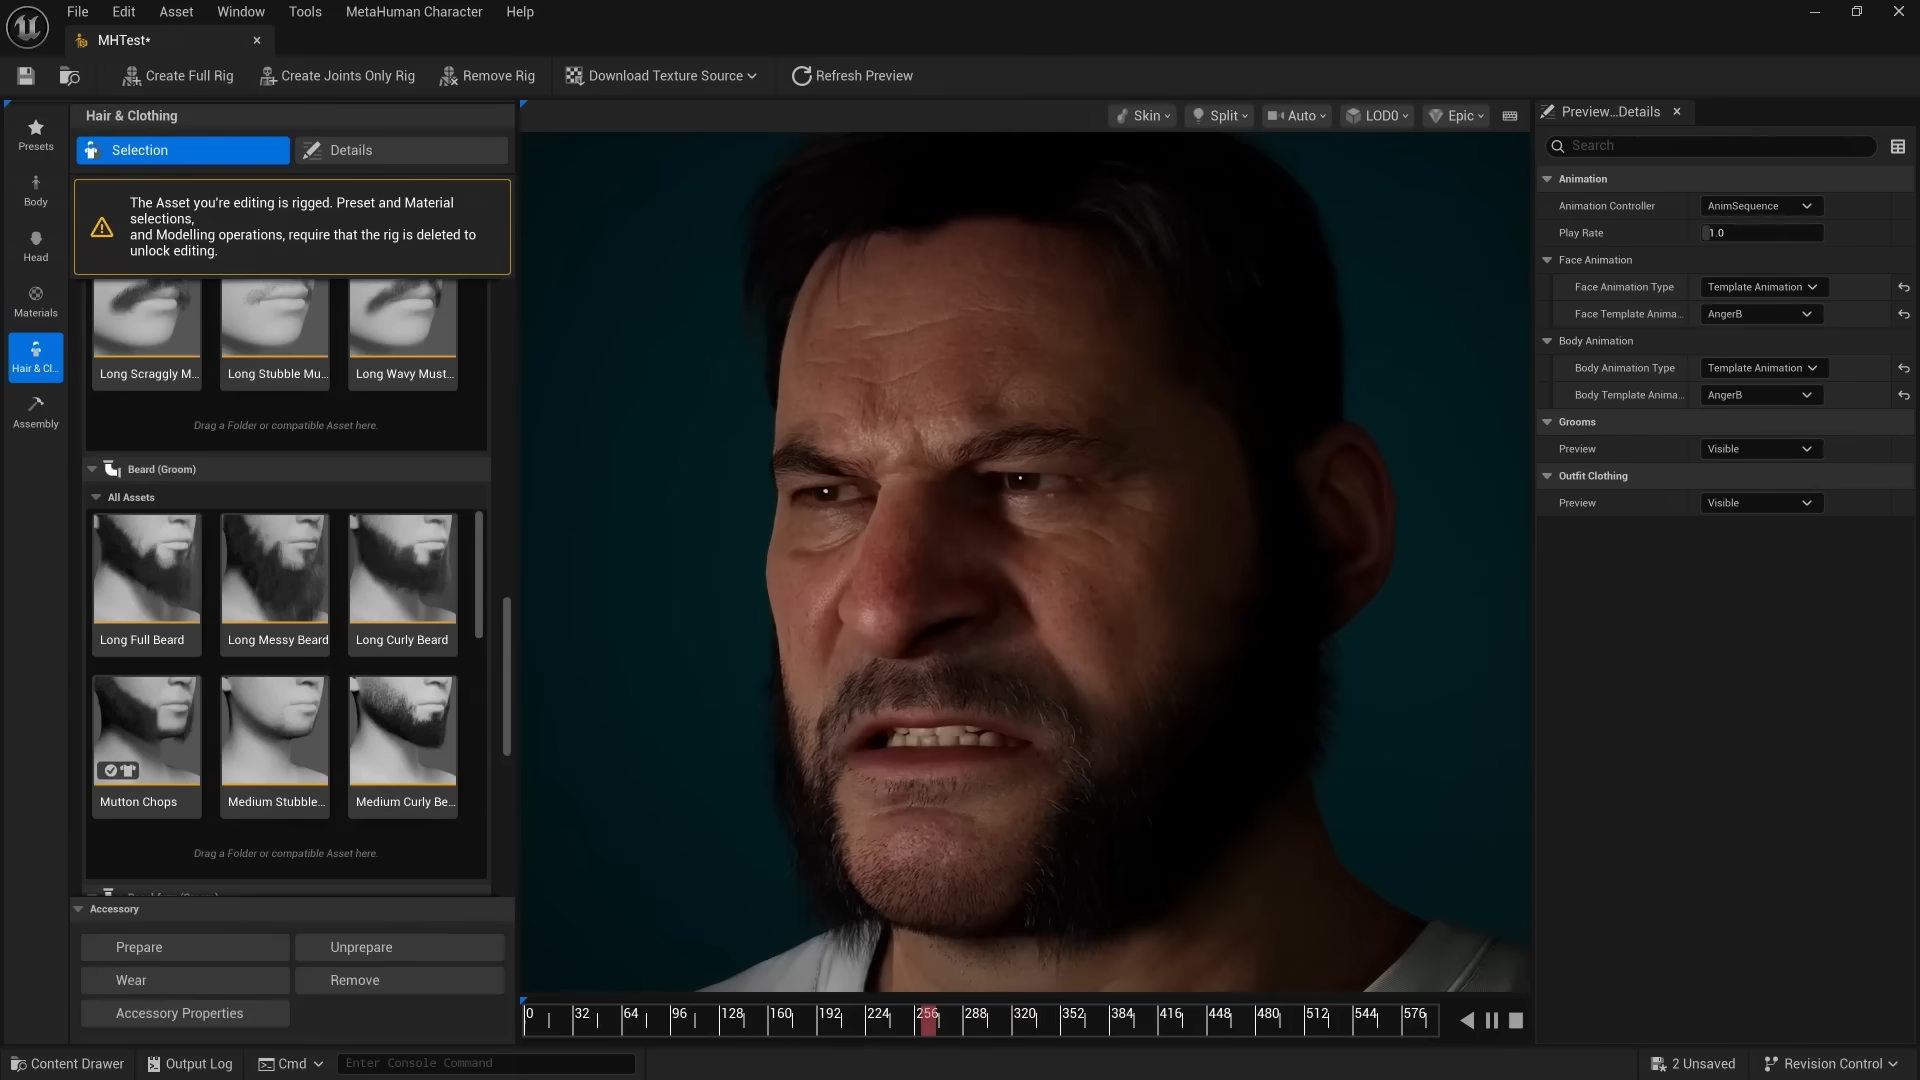 File Edit Asset Window Tools MetaHuman Character Help
MHTest*
Create Full Rig Create Joints Only Rig Remove Rig Download Texture Source Refresh Preview
Presets
Body
Head
Materials
Hair & Cl...
Assembly
Hair & Clothing
Selection Details
The Asset you're editing is rigged. Preset and Material
selections,
and Modelling operations, require that the rig is deleted to
unlock editing.
Long Scraggly M... Long Stubble Mu... Long Wavy Must...
Drag a Folder or compatible Asset here.
Beard (Groom)
All Assets
Long Full Beard Long Messy Beard Long Curly Beard
Mutton Chops Medium Stubble... Medium Curly Be...
Drag a Folder or compatible Asset here.
Accessory
Prepare Unprepare
Wear Remove
Accessory Properties
Skin Split Auto LOD0 Epic
0 32 64 96 128 160 192 224 256 288 320 352 384 416 448 480 512 544 576
Preview...Details
Search
Animation
Animation Controller AnimSequence
Play Rate 1.0
Face Animation
Face Animation Type Template Animation
Face Template Anima... AngerB
Body Animation
Body Animation Type Template Animation
Body Template Anima... AngerB
Grooms
Preview Visible
Outfit Clothing
Preview Visible
Content Drawer Output Log Cmd Enter Console Command 2 Unsaved Revision Control